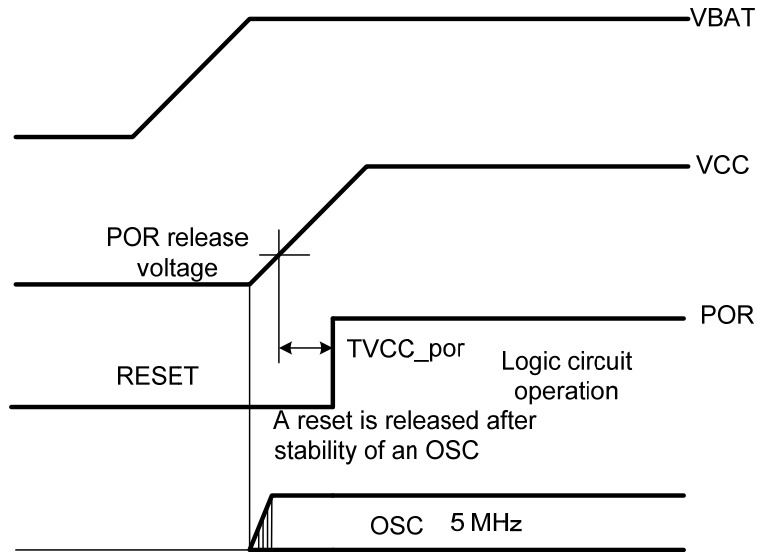 VBAT
VCC
POR release
voltage
POR
TVCC_por
RESET
Logic circuit
operation
A reset is released after
stability of an OSC
OSC 5 MHz